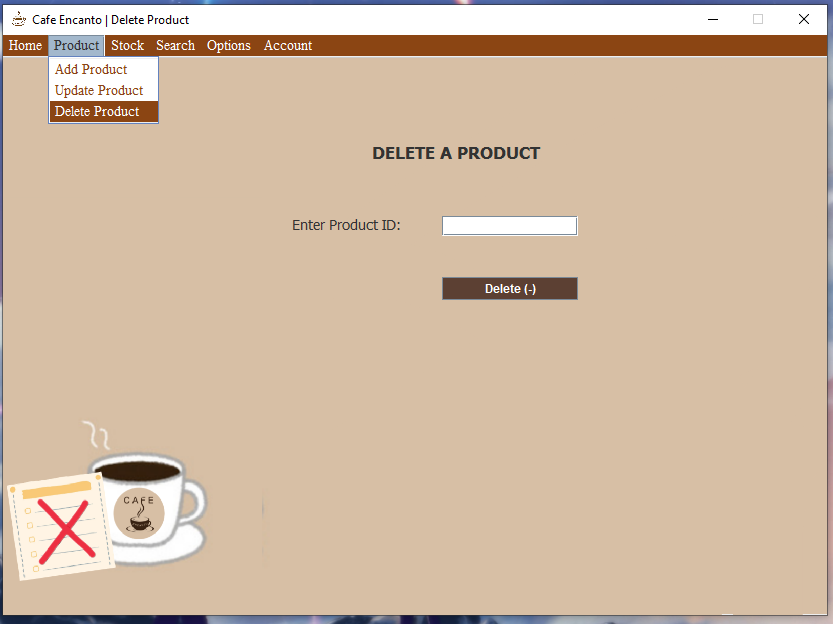 Cafe Encanto | Delete Product
Home Product Stock Search Options Account
Add Product
Update Product
Delete Product
DELETE A PRODUCT
Enter Product ID:
Delete (-)
CAFE